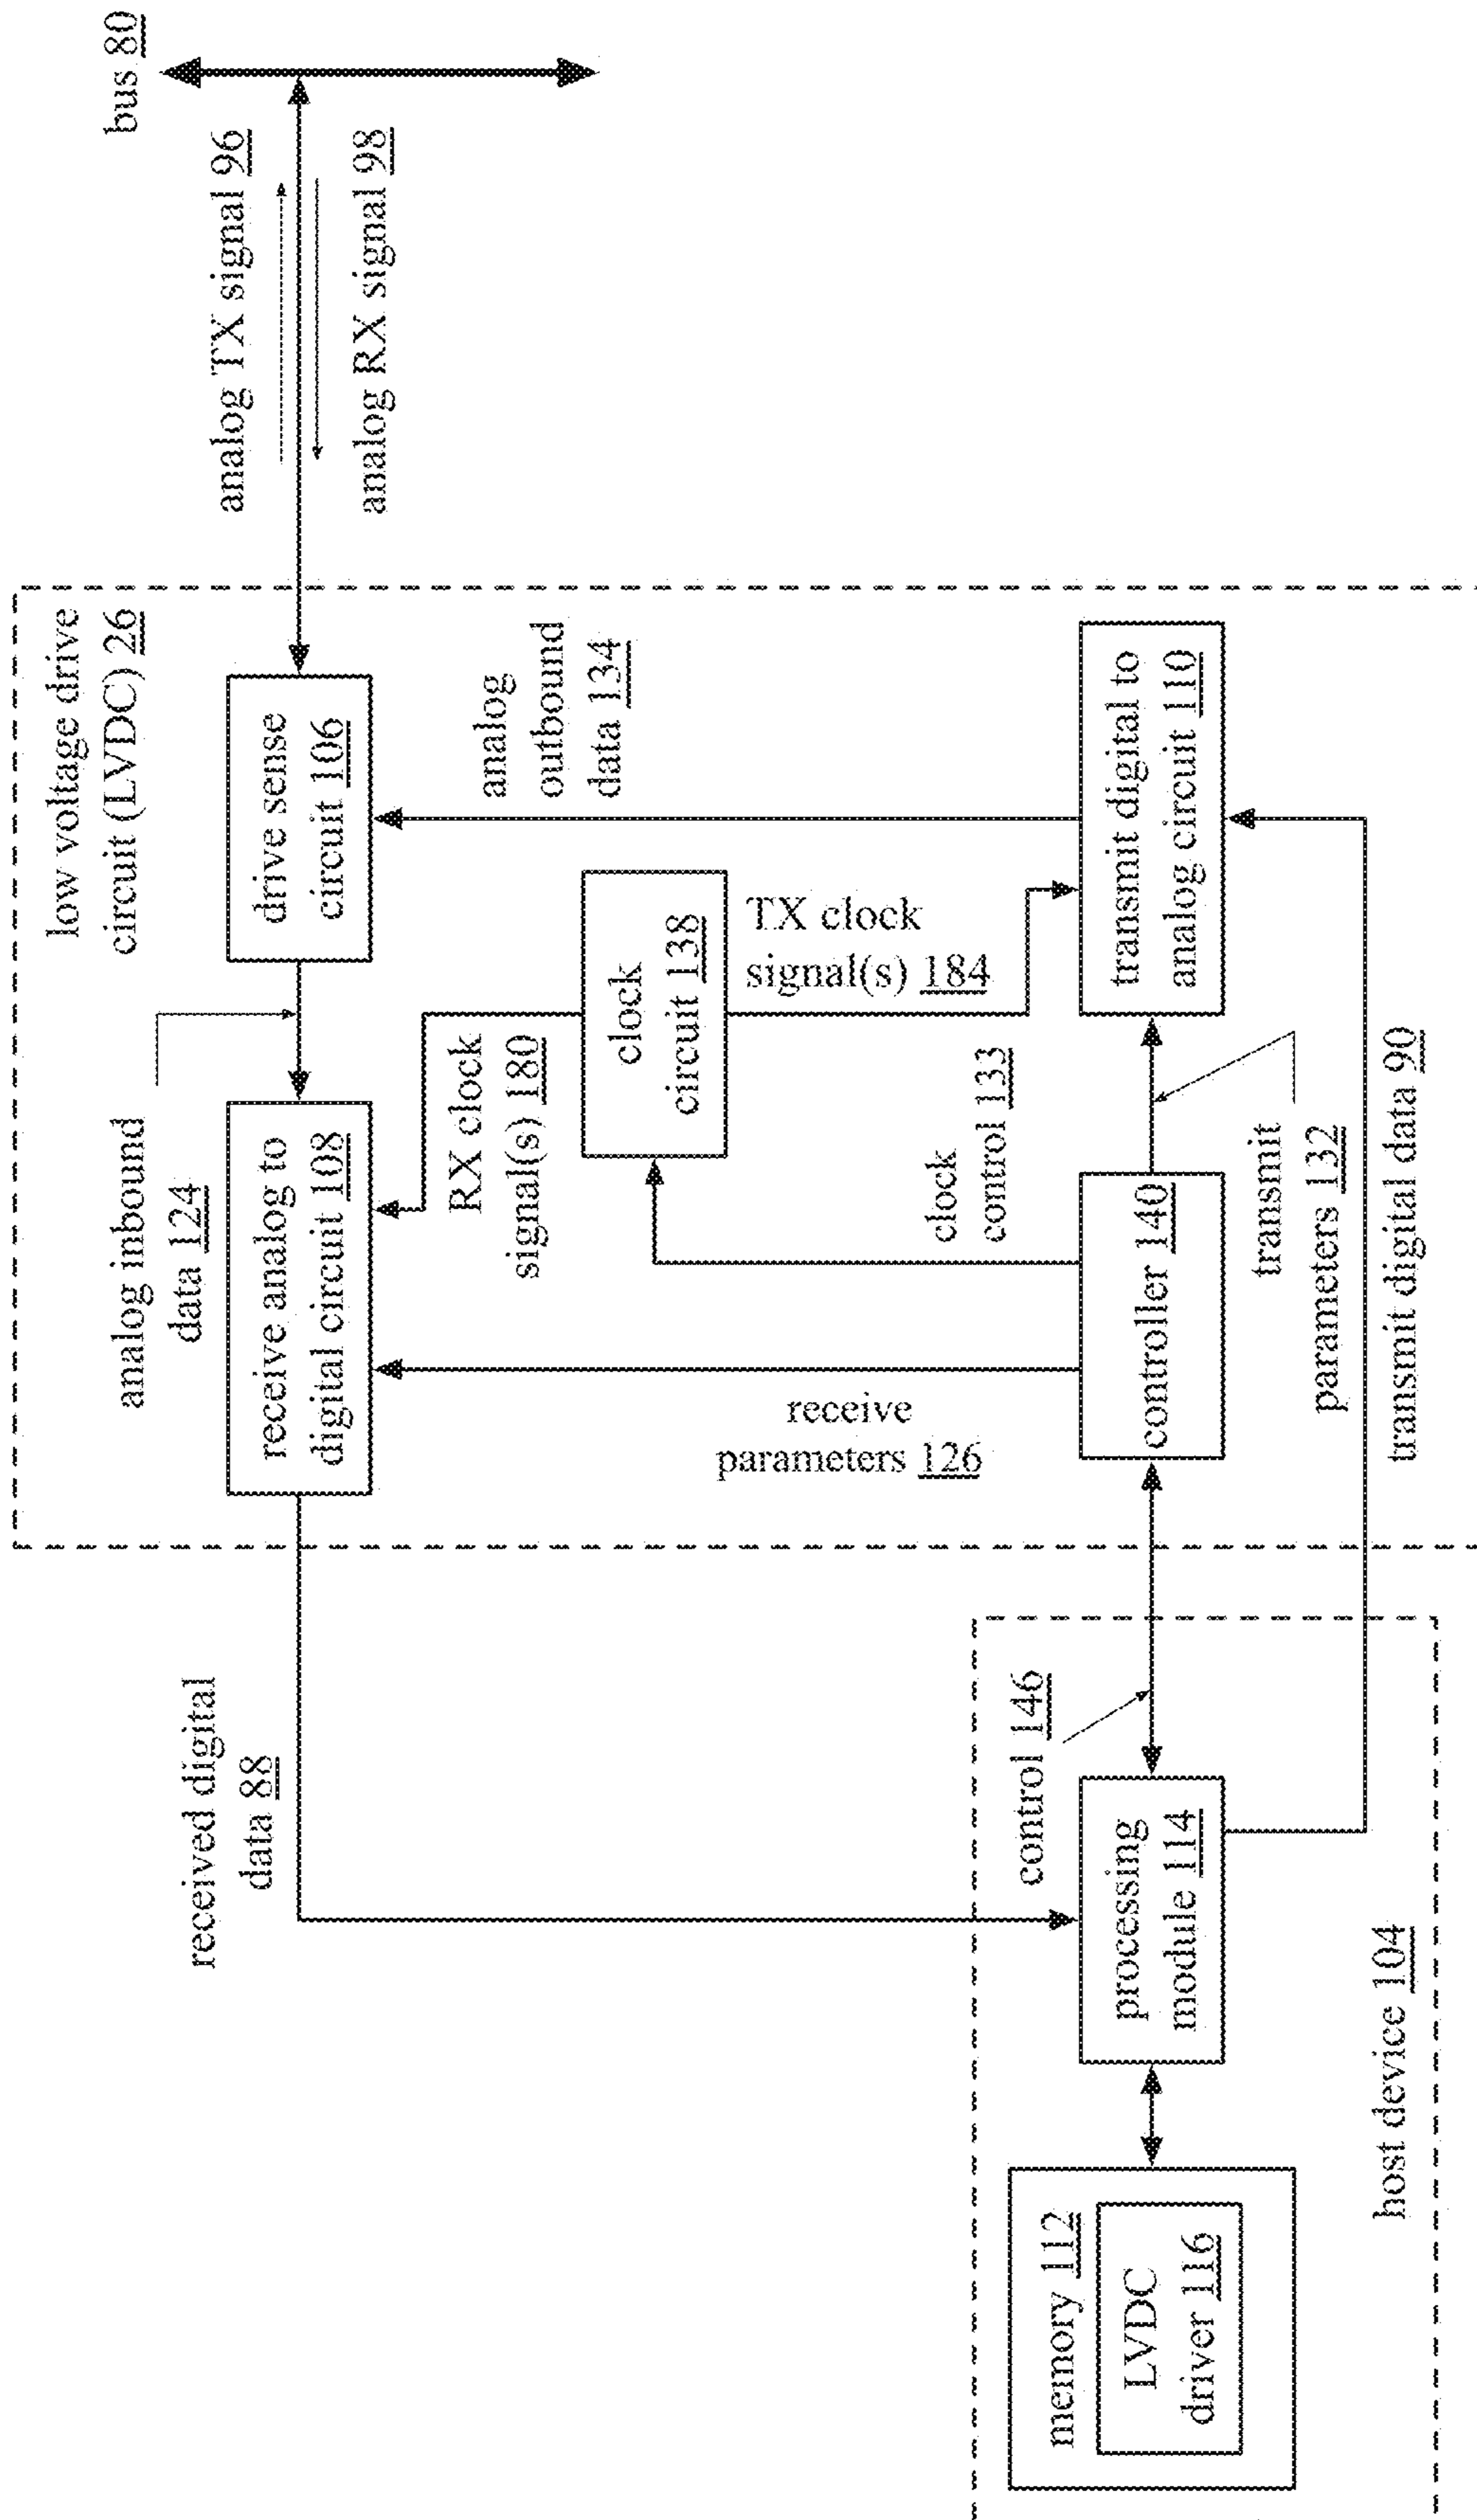 low voltage drive
circuit (LVDC) 26
bus 80
analog TX signal 96
analog RX signal 98
received digital
data 88
analog inbound
data 124
receive analog to
digital circuit 108
drive sense
circuit 106
RX clock
signal(s) 180
analog
outbound
data 134
clock
circuit 138
TX clock
signal(s) 184
receive
parameters 126
clock
control 133
memory 112
LVDC
driver 116
processing
module 114
control 146
controller 140
transmit digital to
analog circuit 110
transmit
parameters 132
host device 104
transmit digital data 90